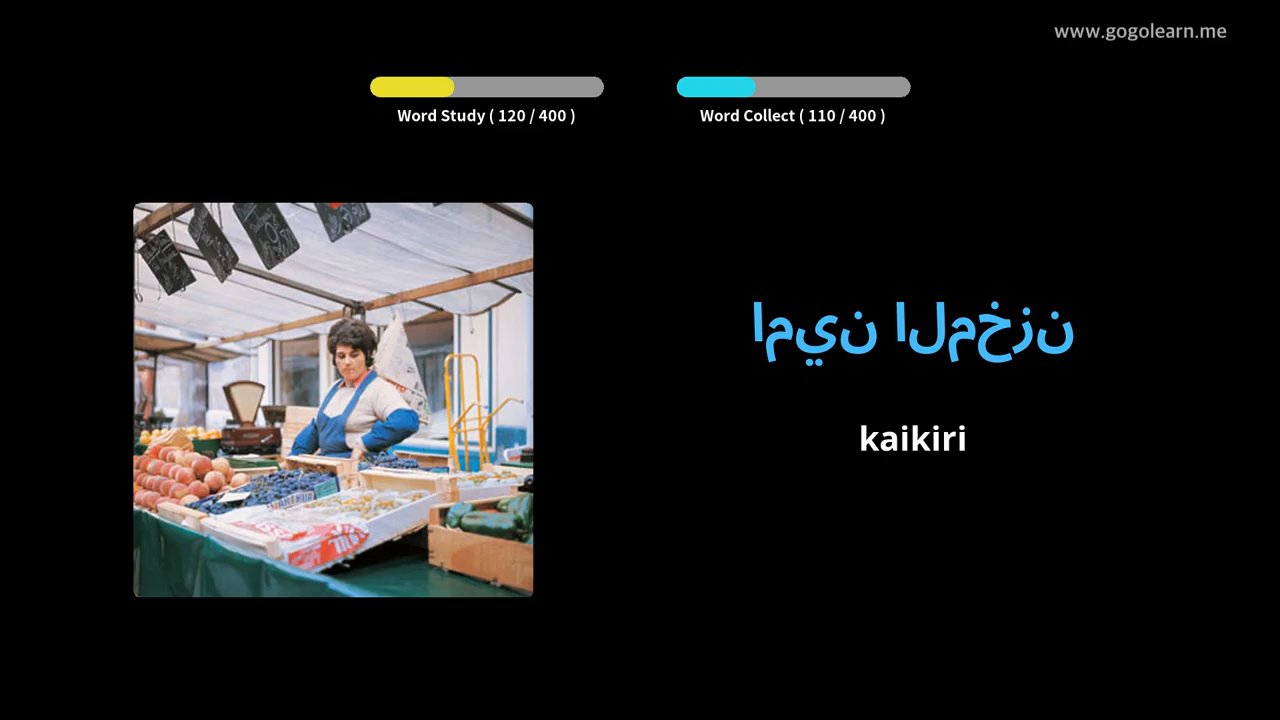 www.gogolearn.me
Word Study ( 120 / 400 )
Word Collect ( 110 / 400 )
امين المخزن
kaikiri